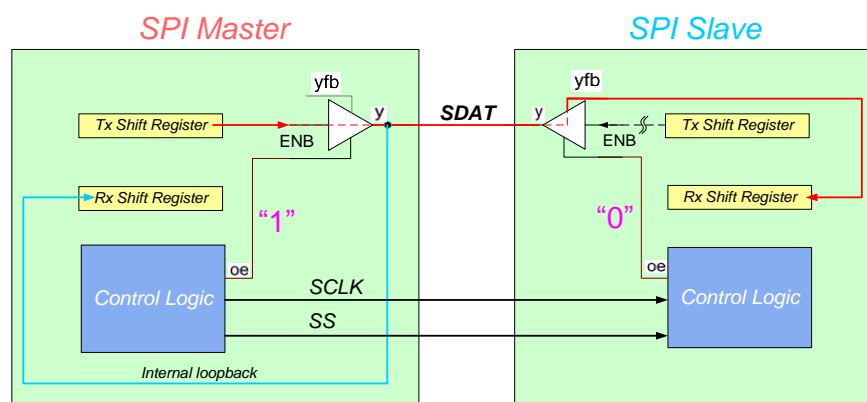 SPI Master
SPI Slave
yfb
yfb
y
SDAT
y
Tx Shift Register
ENB
ENB
Tx Shift Register
Rx Shift Register
“1”
“0”
Rx Shift Register
oe
oe
Control Logic
SCLK
Control Logic
SS
Internal loopback